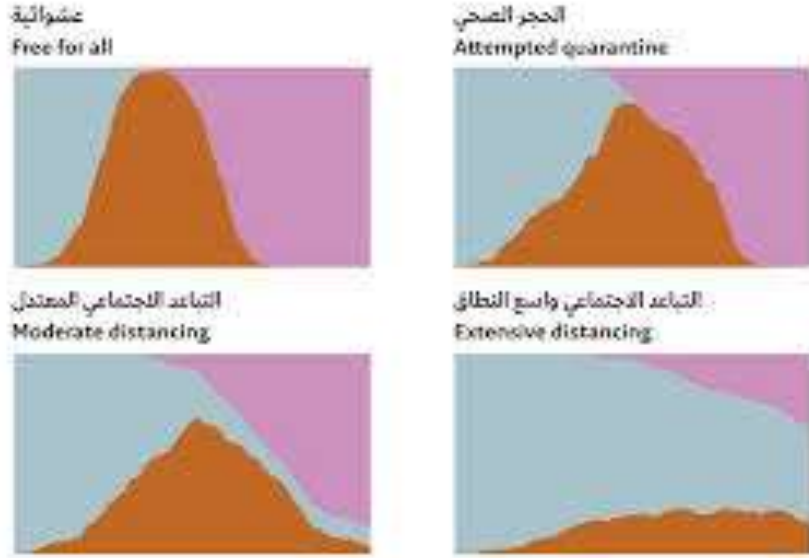 عشوائية
Free for all
الحجر الصحي
Attempted quarantine
التباعد الاجتماعي المعتدل
Moderate distancing
التباعد الاجتماعي واسع النطاق
Extensive distancing